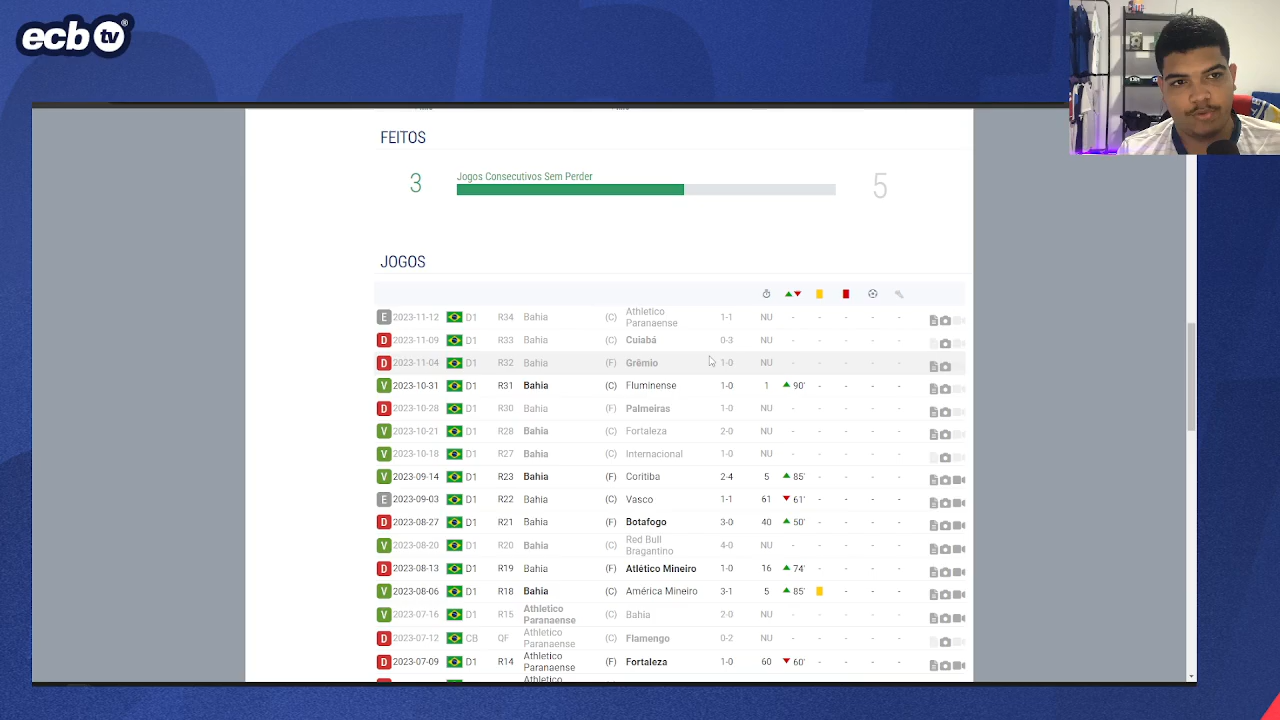 ecb tv
FEITOS
3 Jogos Consecutivos Sem Perder 5
JOGOS
E 2023-11-12 D1 R34 Bahia (C) Athletico Paranaense 1-1 NU - - - - -
D 2023-11-09 D1 R33 Bahia (C) Cuiabá 0-3 NU - - - - -
D 2023-11-04 D1 R32 Bahia (F) Grêmio 1-0 NU - - - - -
V 2023-10-31 D1 R31 Bahia (C) Fluminense 1-0 1 90' - - - -
D 2023-10-28 D1 R30 Bahia (F) Palmeiras 1-0 NU - - - - -
V 2023-10-21 D1 R28 Bahia (C) Fortaleza 2-0 NU - - - - -
V 2023-10-18 D1 R27 Bahia (C) Internacional 1-0 NU - - - - -
V 2023-09-14 D1 R23 Bahia (F) Coritiba 2-4 5 85' - - - -
E 2023-09-03 D1 R22 Bahia (C) Vasco 1-1 61 61' - - - -
D 2023-08-27 D1 R21 Bahia (F) Botafogo 3-0 40 50' - - - -
V 2023-08-20 D1 R20 Bahia (C) Red Bull Bragantino 4-0 NU - - - - -
D 2023-08-13 D1 R19 Bahia (F) Atlético Mineiro 1-0 16 74' - - - -
V 2023-08-06 D1 R18 Bahia (C) América Mineiro 3-1 5 85' - - -
V 2023-07-16 D1 R15 Athletico Paranaense (C) Bahia 2-0 NU - - - - -
D 2023-07-12 CB QF Athletico Paranaense (C) Flamengo 0-2 NU - - - - -
D 2023-07-09 D1 R14 Athletico Paranaense (F) Fortaleza 1-0 60 60' - - - -
Athletico